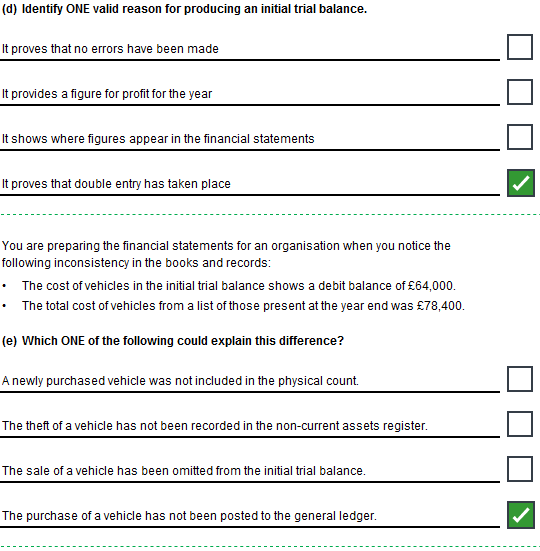 (d) Identify ONE valid reason for producing an initial trial balance.
It proves that no errors have been made
It provides a figure for profit for the year
It shows where figures appear in the financial statements
It proves that double entry has taken place
You are preparing the financial statements for an organisation when you notice the
following inconsistency in the books and records:
• The cost of vehicles in the initial trial balance shows a debit balance of £64,000.
• The total cost of vehicles from a list of those present at the year end was £78,400.
(e) Which ONE of the following could explain this difference?
A newly purchased vehicle was not included in the physical count.
The theft of a vehicle has not been recorded in the non-current assets register.
The sale of a vehicle has been omitted from the initial trial balance.
The purchase of a vehicle has not been posted to the general ledger.